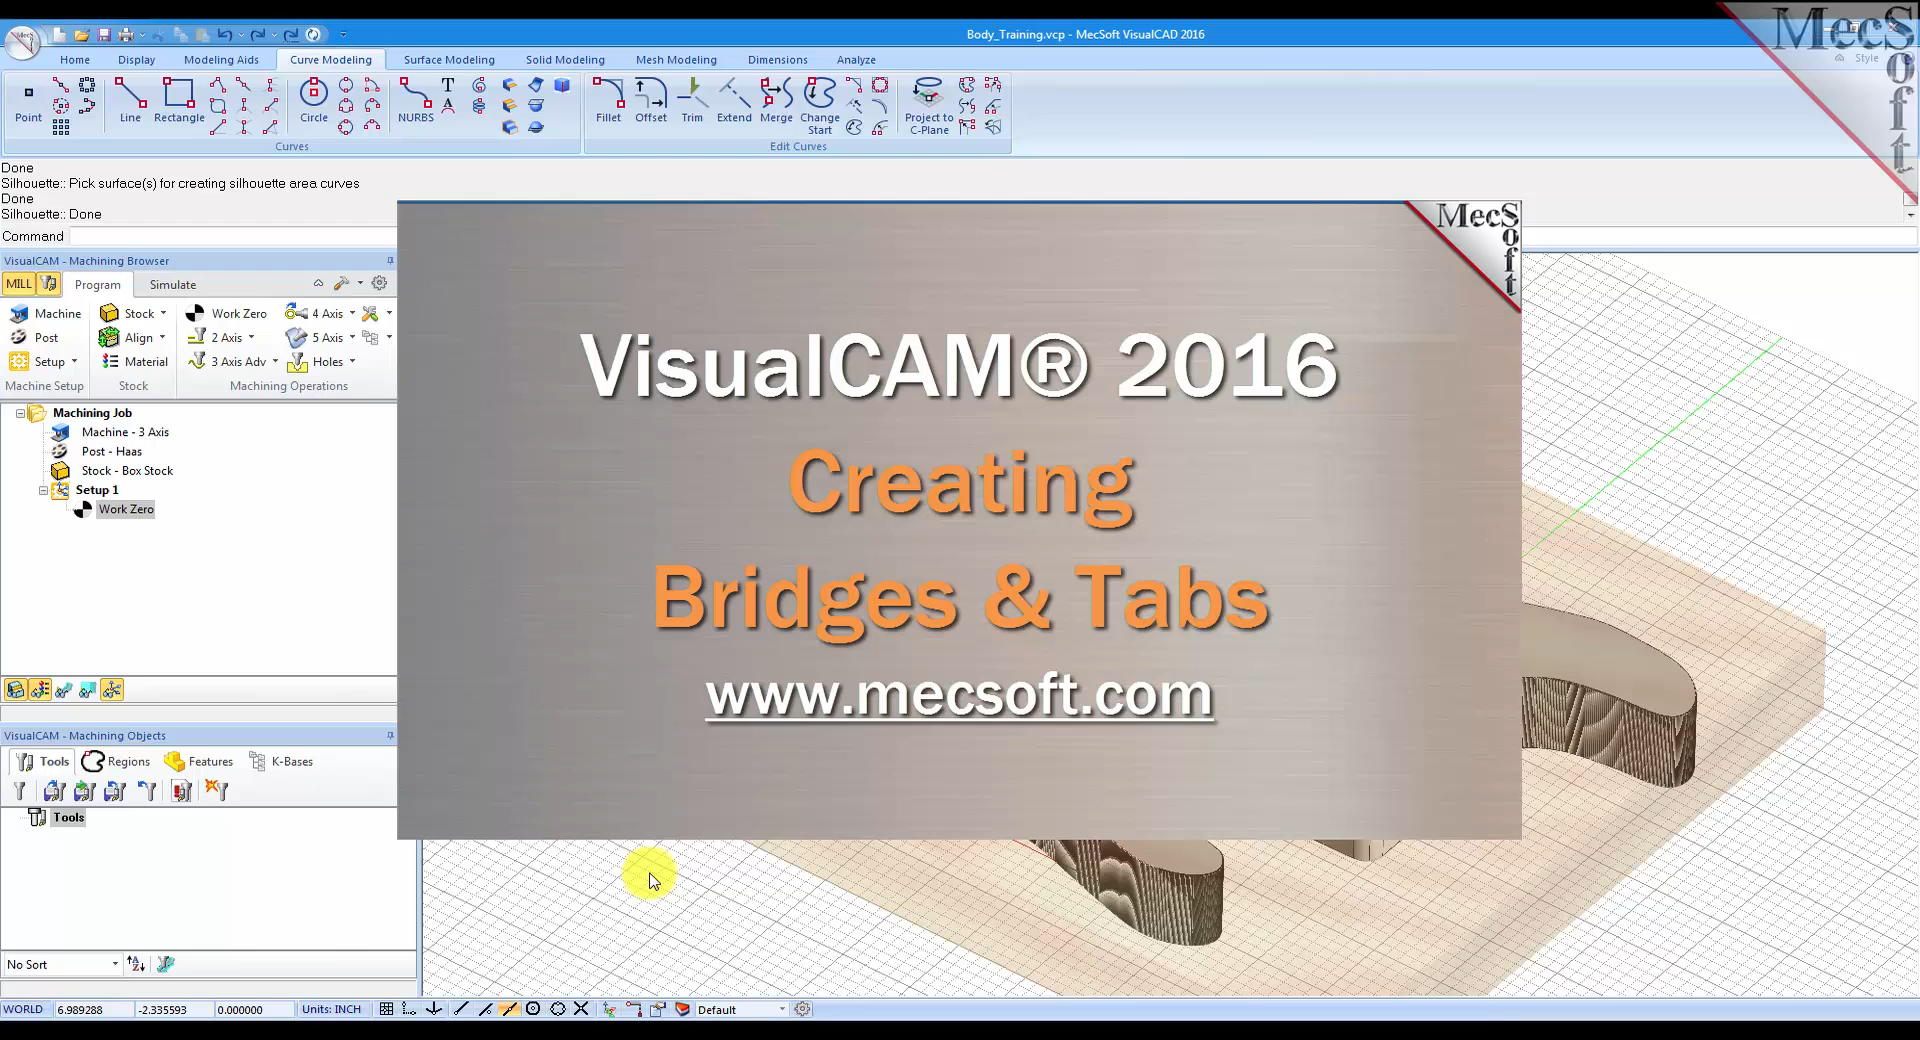 Body_Training.vcp - MecSoft VisualCAD 2016
MecSoft
Home Display Modeling Aids Curve Modeling Surface Modeling Solid Modeling Mesh Modeling Dimensions Analyze
Style
Point Line Rectangle Circle NURBS Fillet Offset Trim Extend Merge Change Start Project to C-Plane
Curves Edit Curves
Done
Silhouette:: Pick surface(s) for creating silhouette area curves
Done
Silhouette:: Done
Command
VisualCAM - Machining Browser
MILL Program Simulate
Machine Stock Work Zero 4 Axis
Post Align 2 Axis 5 Axis
Setup Material 3 Axis Adv Holes
Machine Setup Stock Machining Operations
Machining Job
Machine - 3 Axis
Post - Haas
Stock - Box Stock
Setup 1
Work Zero
MecSoft
VisualCAM® 2016
Creating
Bridges & Tabs
www.mecsoft.com
VisualCAM - Machining Objects
Tools Regions Features K-Bases
Tools
No Sort
WORLD 6.989288 -2.335593 0.000000 Units: INCH Default